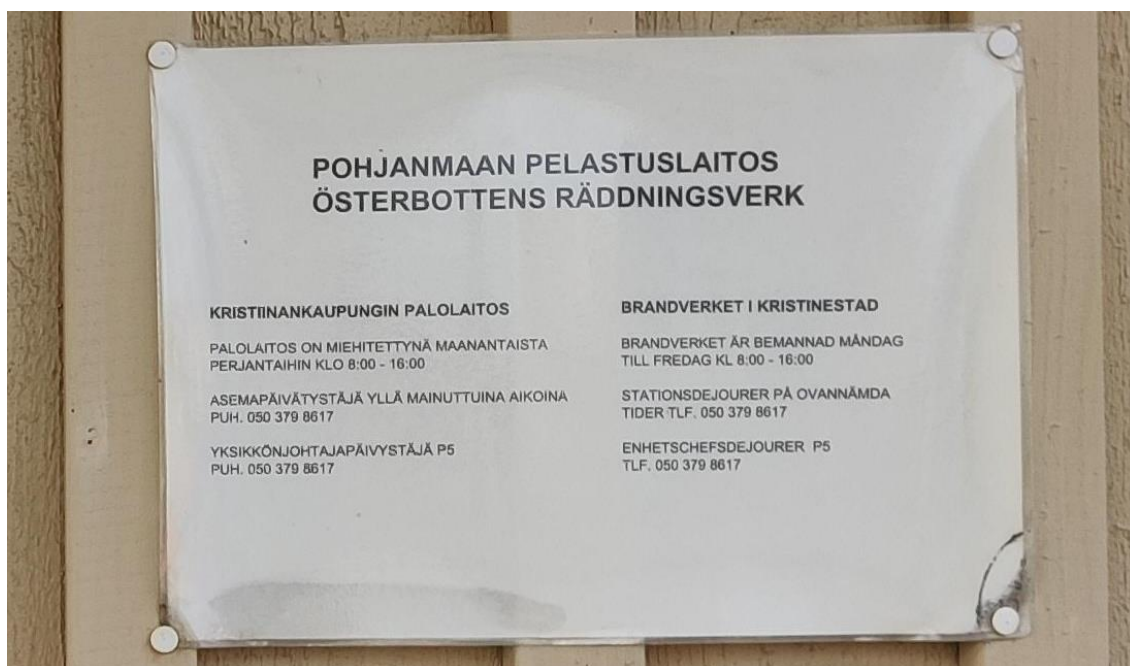 POHJANMAAN PELASTUSLAITOS
ÖSTERBOTTENS RÄDDNINGSVERK
KRISTIINANKAUPUNGIN PALOLAITOS
PALOLAITOS ON MIEHITETTYNÄ MAANANTAISTA
PERJANTAIHIN KLO 8:00 - 16:00
ASEMAPÄIVÄTYSTÄJÄ YLLÄ MAINUTTUINA AIKOINA
PUH. 050 379 8617
YKSIKKÖNJOHTAJAPÄIVYSTÄJÄ P5
PUH. 050 379 8617
BRANDVERKET I KRISTINESTAD
BRANDVERKET ÄR BEMANNAD MÅNDAG
TILL FREDAG KL 8:00 - 16:00
STATIONSDEJOURER PÅ OVANNÄMDA
TIDER TLF. 050 379 8617
ENHETSCHEFSDEJOURER P5
TLF. 050 379 8617